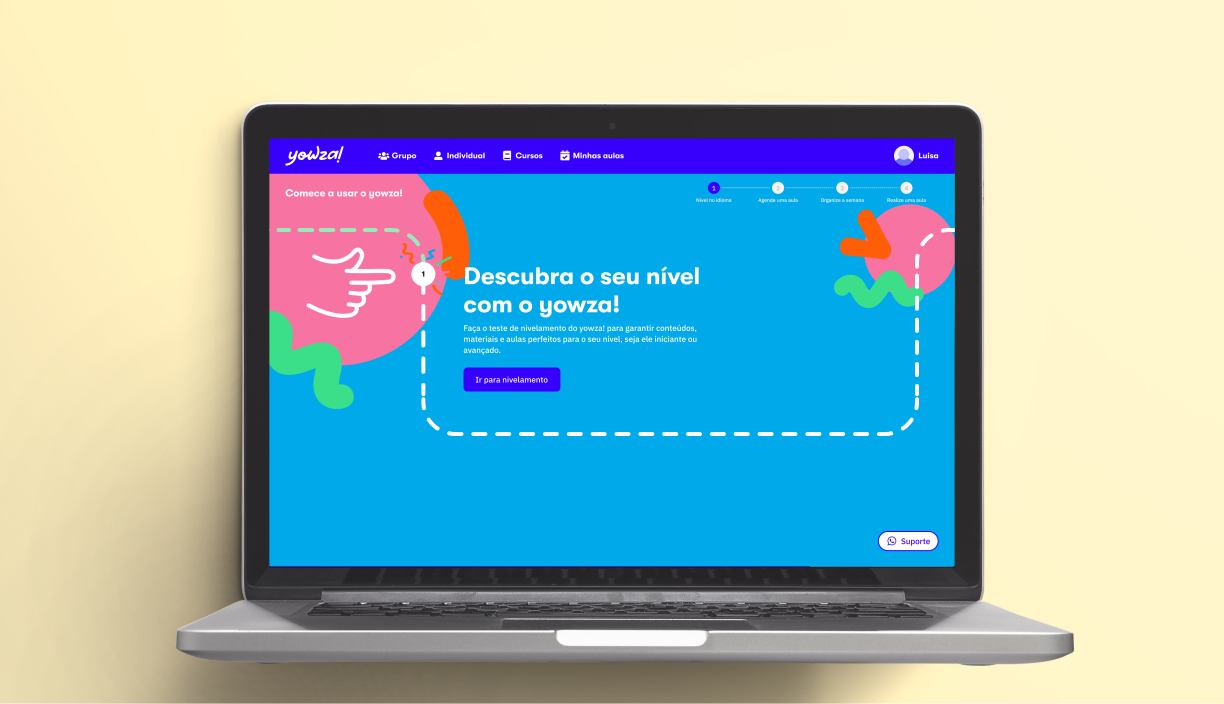 yowza!
Grupo
Individual
Cursos
Minhas aulas
Luisa
Comece a usar o yowza!
1
2
3
4
Nível no idioma
Agende uma aula
Organize a semana
Realize uma aula
1
Descubra o seu nível
com o yowza!
Faça o teste de nivelamento do yowza! para garantir conteúdos,
materiais e aulas perfeitos para o seu nível, seja ele iniciante ou
avançado.
Ir para nivelamento
Suporte